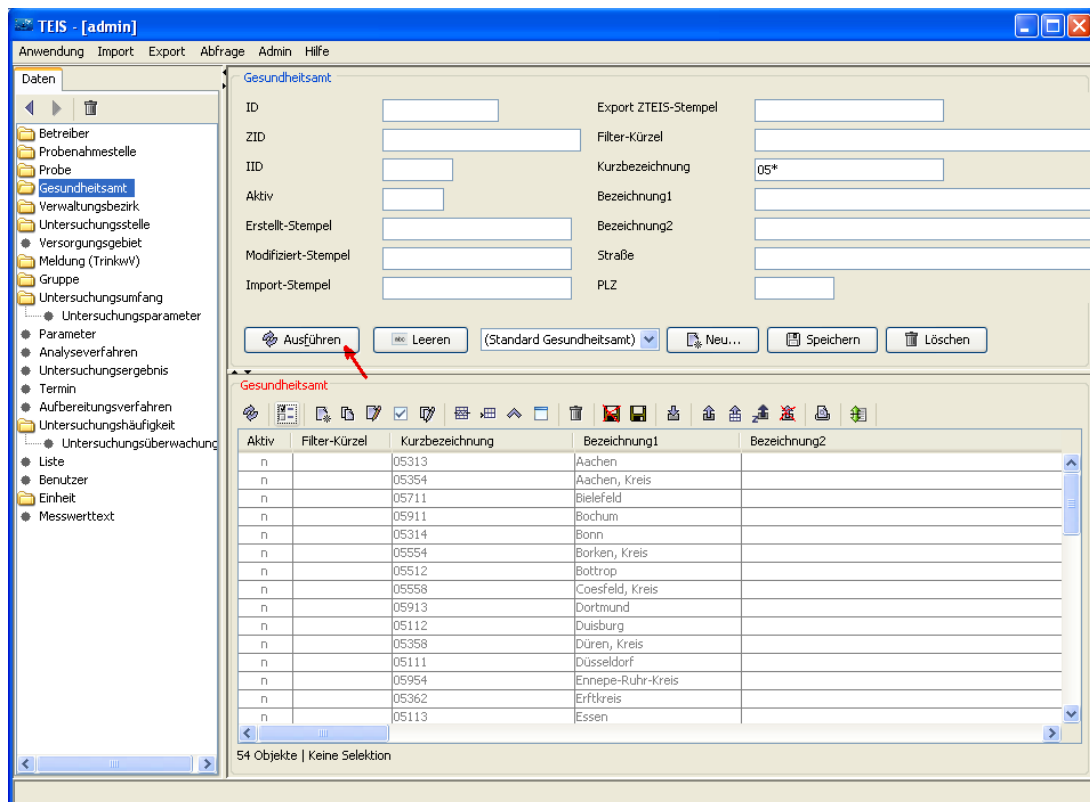 TEIS - [admin]
Anwendung Import Export Abfrage Admin Hilfe
Daten
Betreiber
Probenahmestelle
Probe
Gesundheitsamt
Verwaltungsbezirk
Untersuchungsstelle
Versorgungsgebiet
Meldung (TrinkwV)
Gruppe
Untersuchungsumfang
Untersuchungsparameter
Parameter
Analyseverfahren
Untersuchungsergebnis
Termin
Aufbereitungsverfahren
Untersuchungshäufigkeit
Untersuchungsüberwachung
Liste
Benutzer
Einheit
Messwerttext
Gesundheitsamt
ID Export ZTEIS-Stempel
ZID Filter-Kürzel
IID Kurzbezeichnung 05*
Aktiv Bezeichnung1
Erstellt-Stempel Bezeichnung2
Modifiziert-Stempel Straße
Import-Stempel PLZ
Ausführen abc Leeren (Standard Gesundheitsamt) Neu... Speichern Löschen
Gesundheitsamt
Aktiv Filter-Kürzel Kurzbezeichnung Bezeichnung1 Bezeichnung2
n 05313 Aachen
n 05354 Aachen, Kreis
n 05711 Bielefeld
n 05911 Bochum
n 05314 Bonn
n 05554 Borken, Kreis
n 05512 Bottrop
n 05558 Coesfeld, Kreis
n 05913 Dortmund
n 05112 Duisburg
n 05358 Düren, Kreis
n 05111 Düsseldorf
n 05954 Ennepe-Ruhr-Kreis
n 05362 Erftkreis
n 05113 Essen
54 Objekte | Keine Selektion